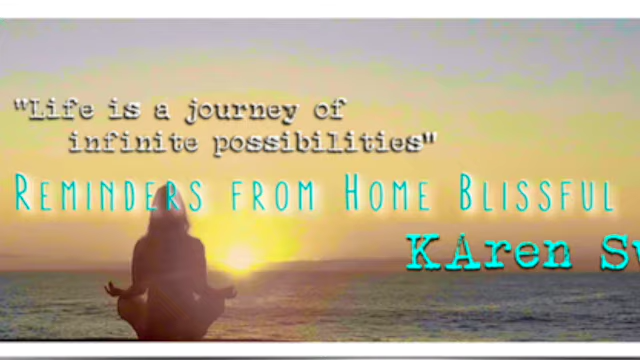 "Life is a journey of
infinite possibilities"
Reminders from Home Blissful
KAren